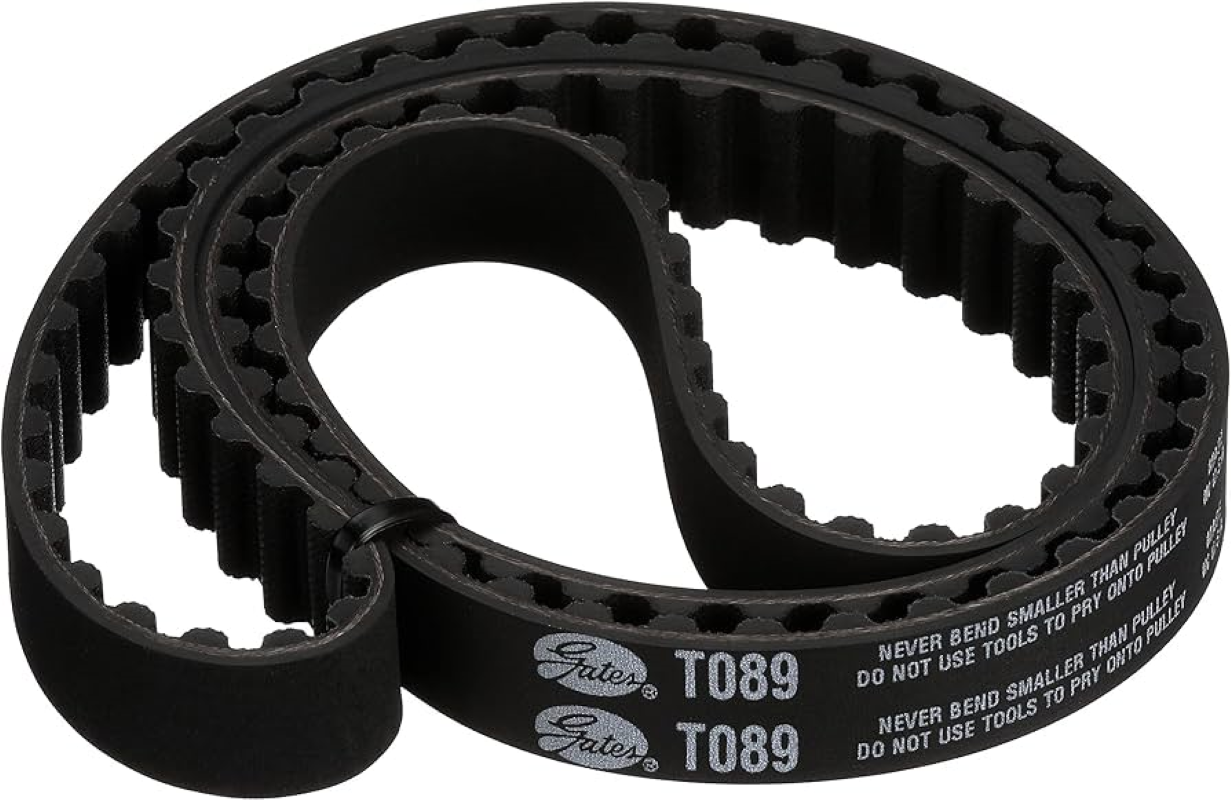 Gates® T089
NEVER BEND SMALLER THAN PULLEY
DO NOT USE TOOLS TO PRY ONTO PULLEY
Gates® T089
NEVER BEND SMALLER THAN PULLEY
DO NOT USE TOOLS TO PRY ONTO PULLEY